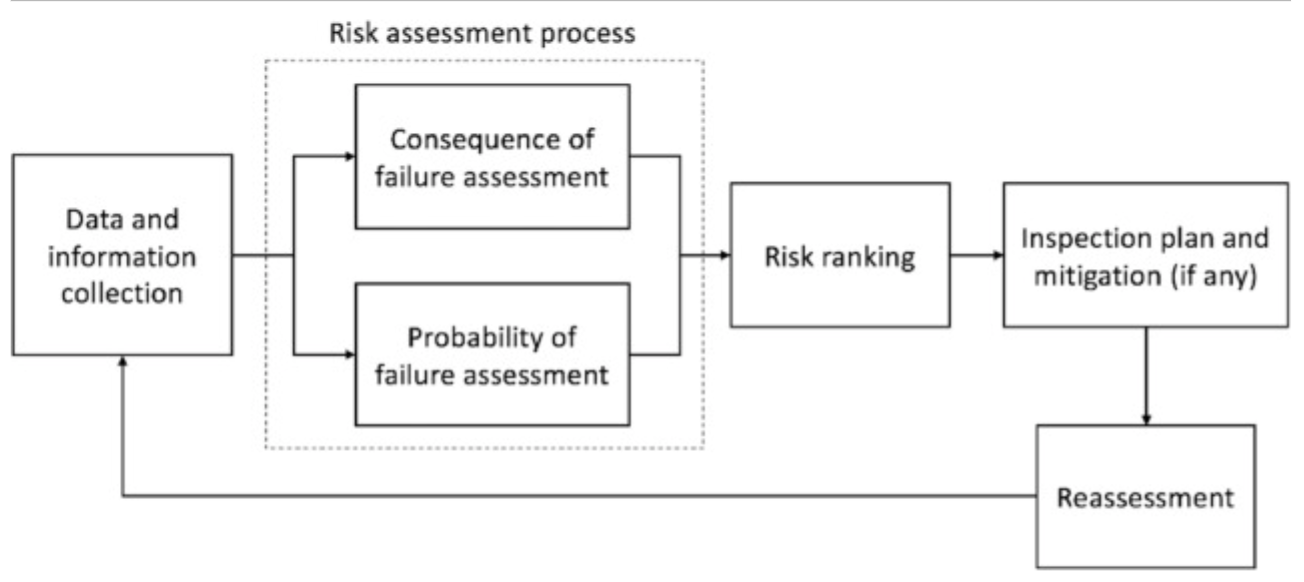 Risk assessment process
Data and
information
collection
Consequence of
failure assessment
Probability of
failure assessment
Risk ranking
Inspection plan and
mitigation (if any)
Reassessment